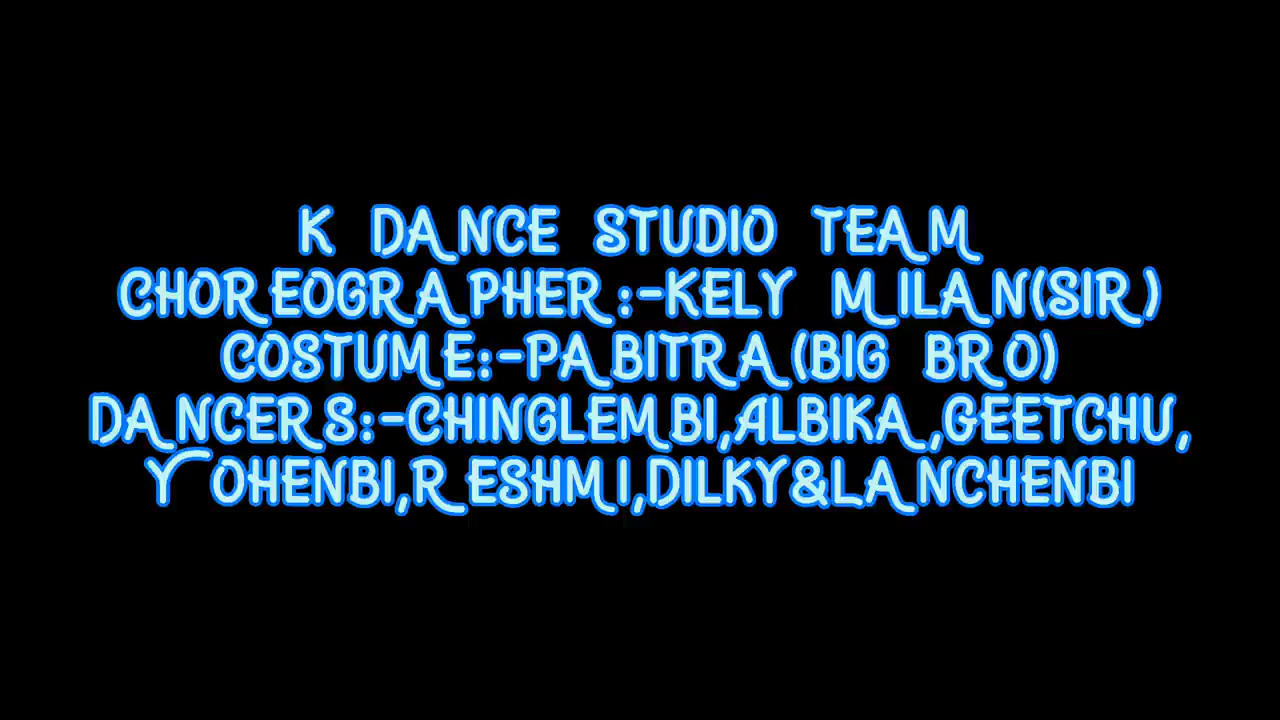 K DANCE STUDIO TEAM
CHOREOGRAPHER:-KELY MILAN(SIR)
COSTUME:-PABITRA(BIG BRO)
DANCERS:-CHINGLEMBI,ALBIKA,GEETCHU,
YOHENBI,RESHMI,DILKY&LANCHENBI